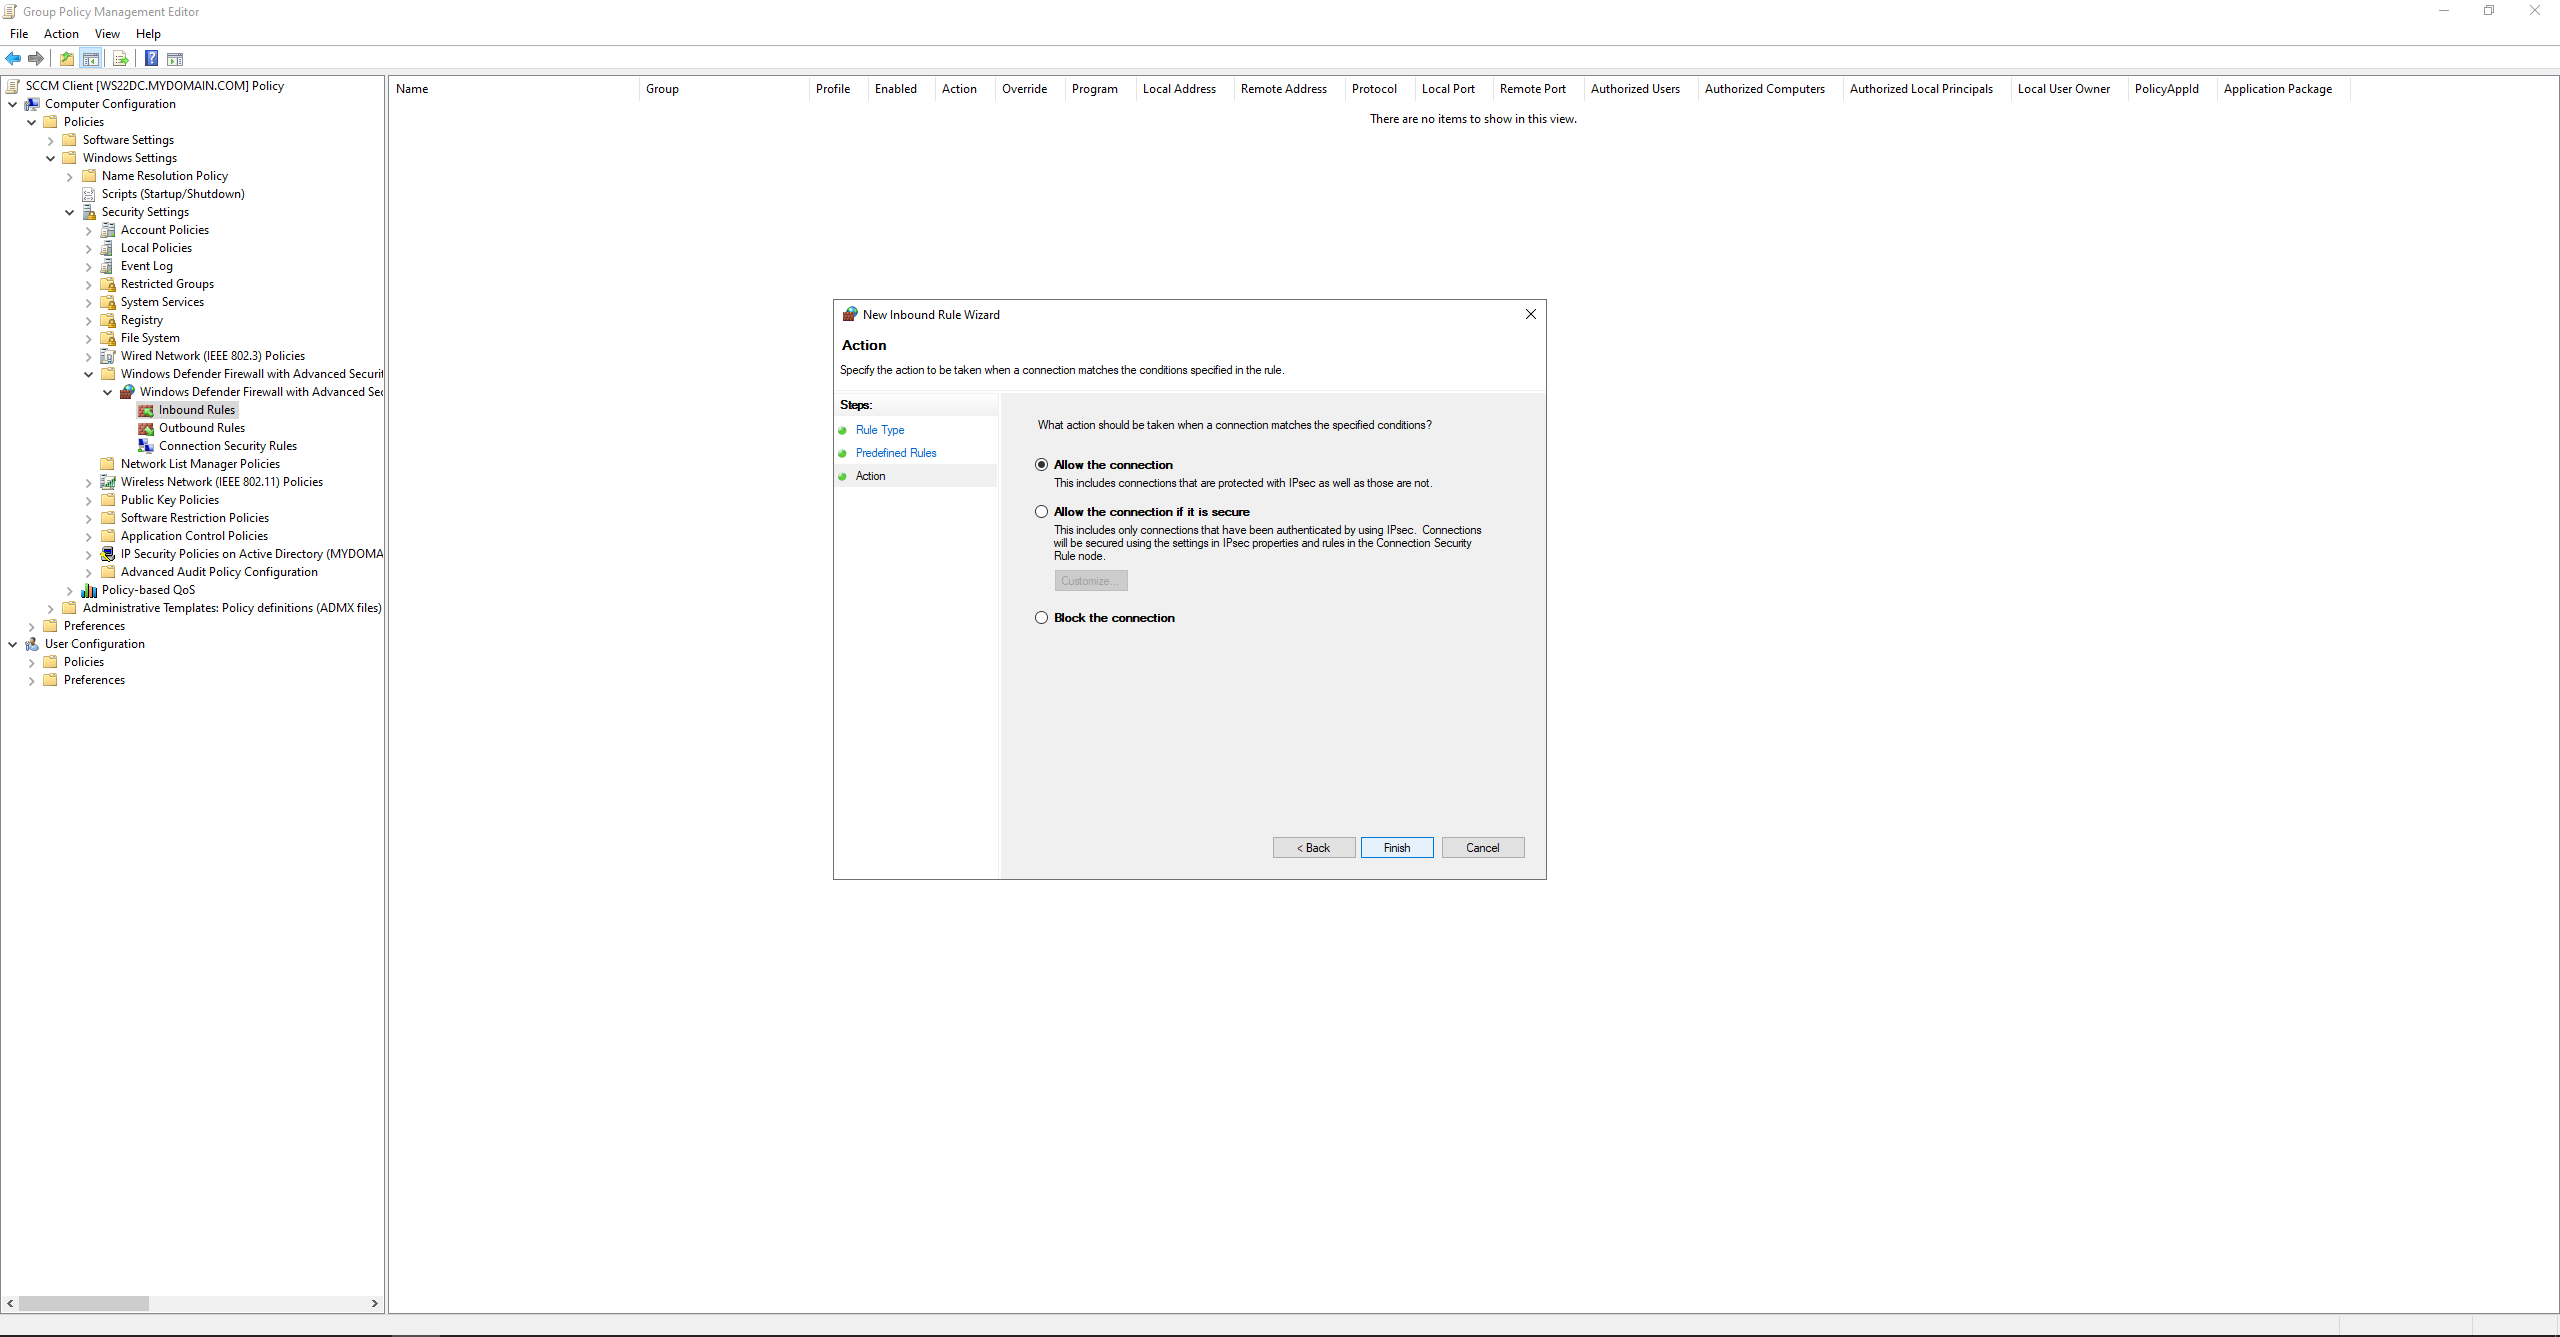 Group Policy Management Editor
File Action View Help
SCCM Client [WS22DC.MYDOMAIN.COM] Policy
Computer Configuration
Policies
Software Settings
Windows Settings
Name Resolution Policy
Scripts (Startup/Shutdown)
Security Settings
Account Policies
Local Policies
Event Log
Restricted Groups
System Services
Registry
File System
Wired Network (IEEE 802.3) Policies
Windows Defender Firewall with Advanced Securit
Windows Defender Firewall with Advanced Sec
Inbound Rules
Outbound Rules
Connection Security Rules
Network List Manager Policies
Wireless Network (IEEE 802.11) Policies
Public Key Policies
Software Restriction Policies
Application Control Policies
IP Security Policies on Active Directory (MYDOMA
Advanced Audit Policy Configuration
Policy-based QoS
Administrative Templates: Policy definitions (ADMX files)
Preferences
User Configuration
Policies
Preferences
Name Group Profile Enabled Action Override Program Local Address Remote Address Protocol Local Port Remote Port Authorized Users Authorized Computers Authorized Local Principals Local User Owner PolicyAppId Application Package
There are no items to show in this view.
New Inbound Rule Wizard
Action
Specify the action to be taken when a connection matches the conditions specified in the rule.
Steps:
Rule Type
Predefined Rules
Action
What action should be taken when a connection matches the specified conditions?
Allow the connection
This includes connections that are protected with IPsec as well as those are not.
Allow the connection if it is secure
This includes only connections that have been authenticated by using IPsec. Connections
will be secured using the settings in IPsec properties and rules in the Connection Security
Rule node.
Customize...
Block the connection
< Back Finish Cancel